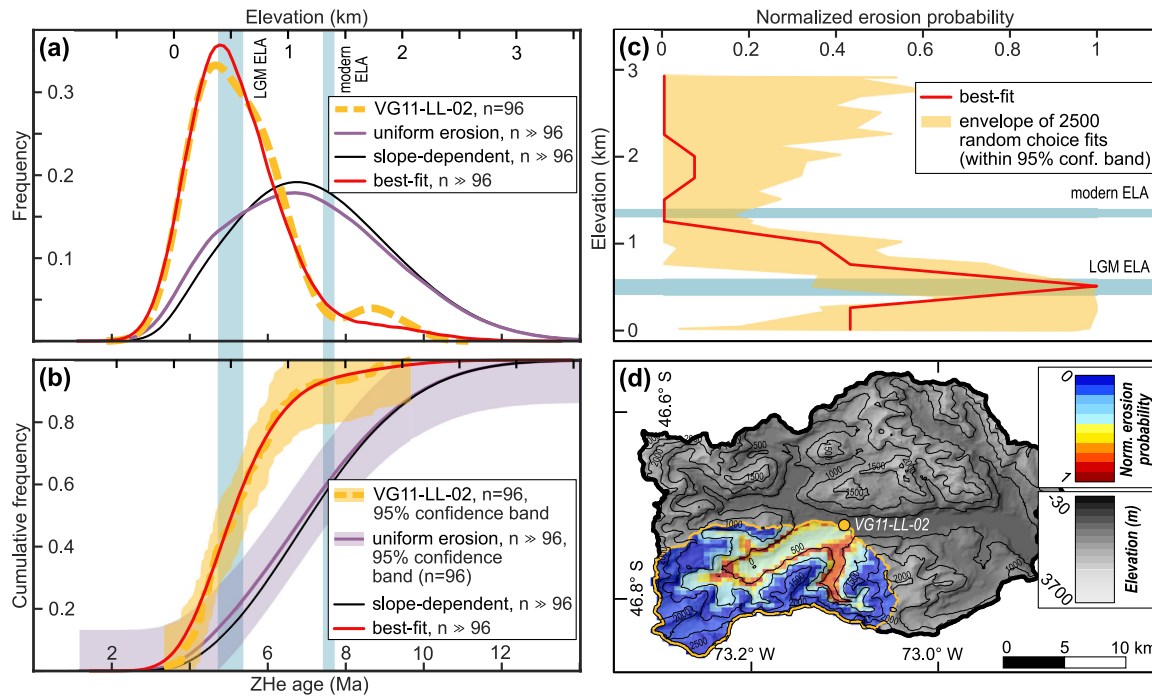 Elevation (km)
0 1 2 3
(a)
LGM ELA
modern
ELA
0.3
0.2
0.1
Frequency
VG11-LL-02, n=96
uniform erosion, n ≫ 96
slope-dependent, n ≫ 96
best-fit, n ≫ 96
(b)
0.8
0.6
0.4
0.2
Cumulative frequency
VG11-LL-02, n=96,
95% confidence band
uniform erosion, n ≫ 96,
95% confidence
band (n=96)
slope-dependent, n ≫ 96
best-fit, n ≫ 96
2 4 6 8 10 12
ZHe age (Ma)
Normalized erosion probability
0 0.2 0.4 0.6 0.8 1
(c)
3
2
1
0
Elevation (km)
best-fit
envelope of 2500
random choice fits
(within 95% conf. band)
modern ELA
LGM ELA
(d)
46.6° S
46.8° S
73.2° W
73.0° W
VG11-LL-02
500
1000
1500
2000
2500
0
1
Norm. erosion
probability
-30
3700
Elevation (m)
0 5 10 km